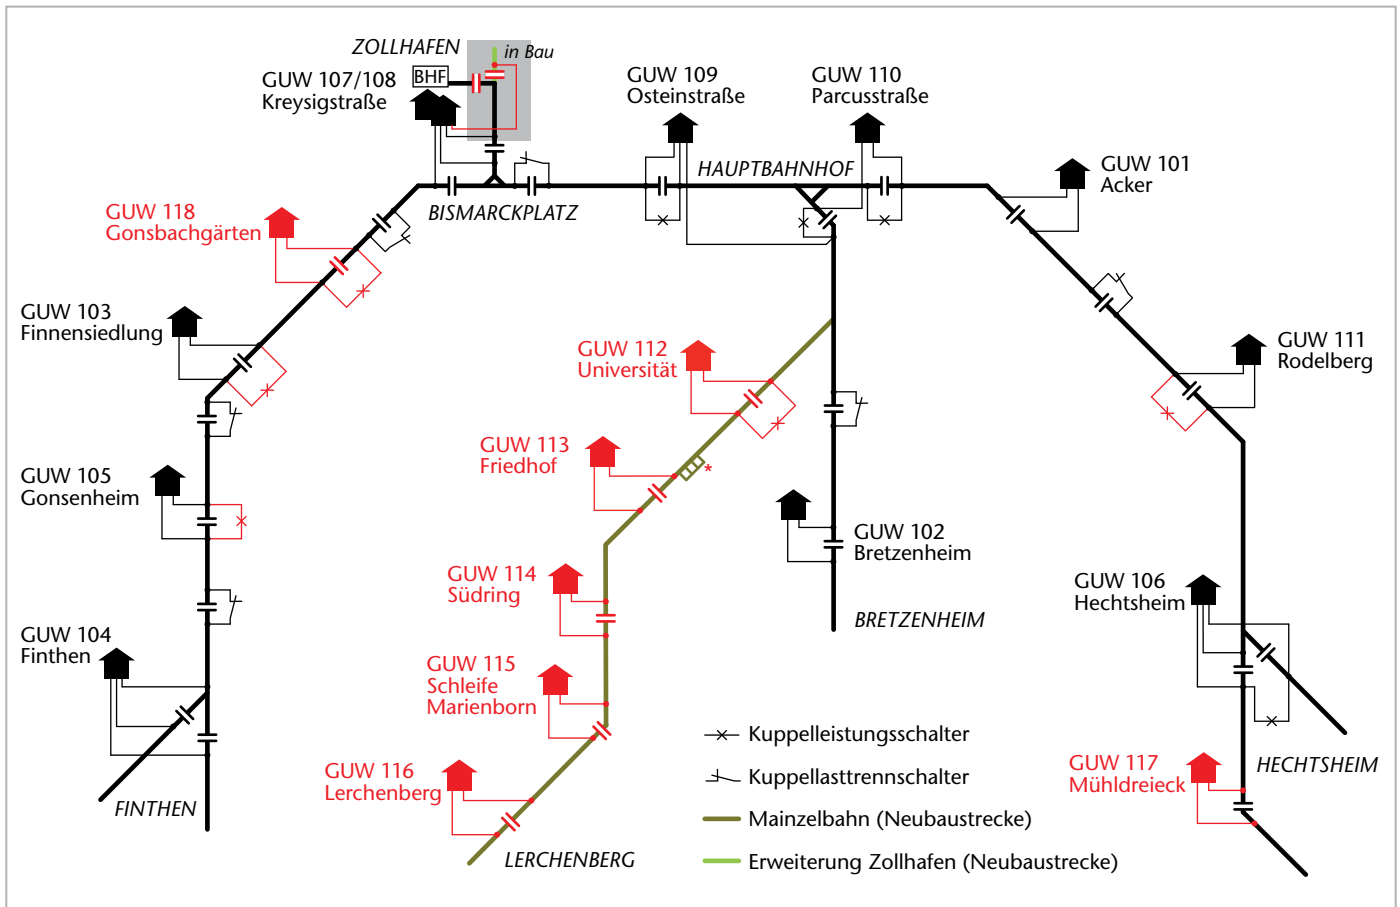 ZOLLHAFEN
in Bau
BHF
GUW 107/108
Kreysigstraße
GUW 109
Osteinstraße
GUW 110
Parcusstraße
HAUPTBAHNHOF
GUW 101
Acker
BISMARCKPLATZ
GUW 118
Gonsbachgärten
GUW 103
Finnensiedlung
GUW 112
Universität
GUW 111
Rodelberg
GUW 113
Friedhof
*
GUW 105
Gonsenheim
GUW 102
Bretzenheim
GUW 114
Südring
GUW 106
Hechtsheim
BRETZENHEIM
GUW 104
Finthen
GUW 115
Schleife
Marienborn
GUW 116
Lerchenberg
GUW 117
Mühldreieck
HECHTSHEIM
FINTHEN
LERCHENBERG
Kuppelleistungsschalter
Kuppellasttrennschalter
Mainzelbahn (Neubaustrecke)
Erweiterung Zollhafen (Neubaustrecke)